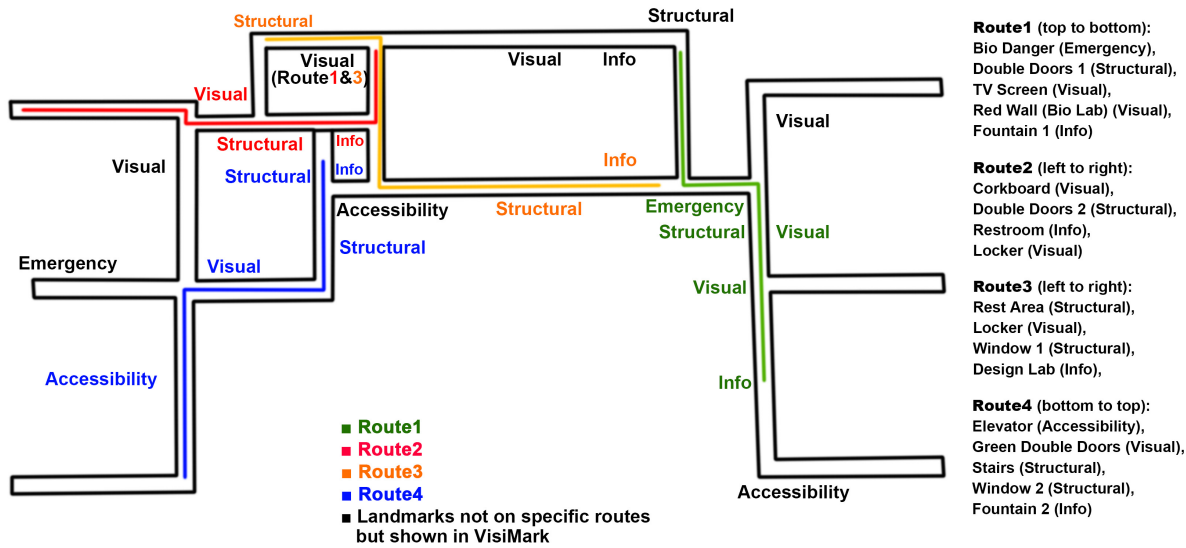 Structural
Structural
Visual
(Route1&3)
Visual Info
Visual
Visual
Structural
Info
Visual
Info
Structural
Info
Accessibility
Structural
Emergency
Structural
Visual
Structural
Emergency
Visual
Visual
Accessibility
Info
Accessibility
■ Route1
■ Route2
■ Route3
■ Route4
■ Landmarks not on specific routes
but shown in VisiMark
Route1 (top to bottom):
Bio Danger (Emergency),
Double Doors 1 (Structural),
TV Screen (Visual),
Red Wall (Bio Lab) (Visual),
Fountain 1 (Info)
Route2 (left to right):
Corkboard (Visual),
Double Doors 2 (Structural),
Restroom (Info),
Locker (Visual)
Route3 (left to right):
Rest Area (Structural),
Locker (Visual),
Window 1 (Structural),
Design Lab (Info),
Route4 (bottom to top):
Elevator (Accessibility),
Green Double Doors (Visual),
Stairs (Structural),
Window 2 (Structural),
Fountain 2 (Info)